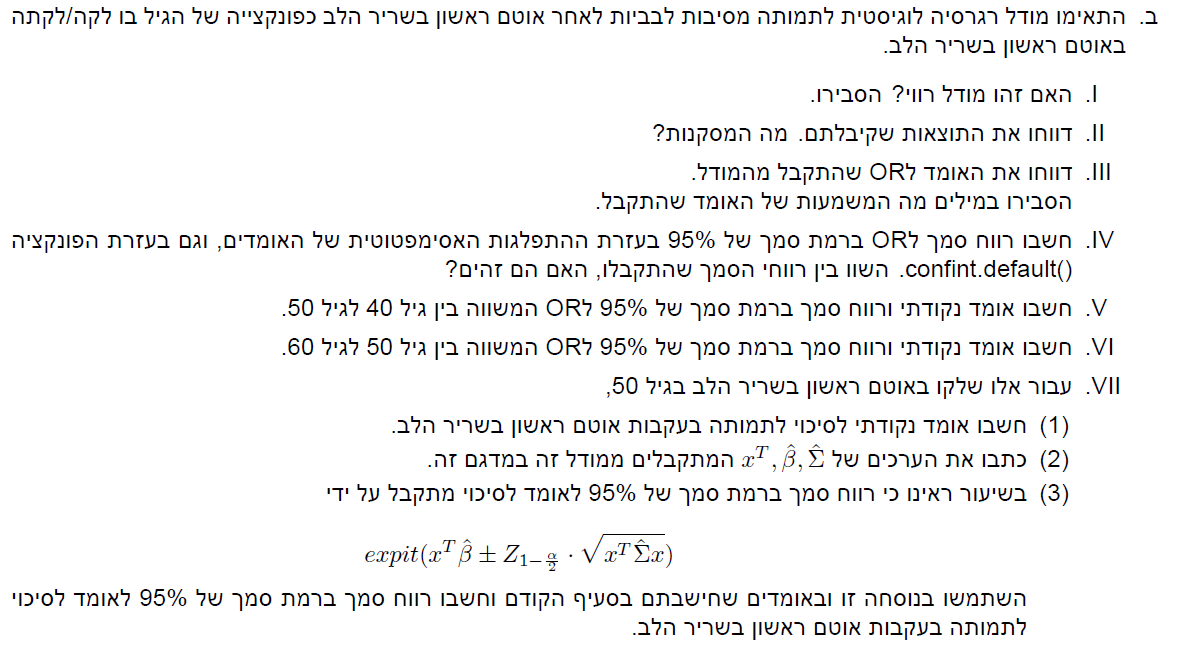 ב. התאימו מודל רגרסיה לוגיסטית לתמותה מסיבות לבביות לאחר אוטם ראשון בשריר הלב כפונקצייה של הגיל בו לקה/לקתה
באוטם ראשון בשריר הלב.
I. האם זהו מודל רווי? הסבירו.
II. דווחו את התוצאות שקיבלתם. מה המסקנות?
III. דווחו את האומד לOR שהתקבל מהמודל.
הסבירו במילים מה המשמעות של האומד שהתקבל.
IV. חשבו רווח סמך לOR ברמת סמך של 95% בעזרת ההתפלגות האסימפטוטית של האומדים, וגם בעזרת הפונקציה
confint.default(). השוו בין רווחי הסמך שהתקבלו, האם הם זהים?
V. חשבו אומד נקודתי ורווח סמך ברמת סמך של 95% לOR המשווה בין גיל 40 לגיל 50.
VI. חשבו אומד נקודתי ורווח סמך ברמת סמך של 95% לOR המשווה בין גיל 50 לגיל 60.
VII. עבור אלו שלקו באוטם ראשון בשריר הלב בגיל 50,
(1) חשבו אומד נקודתי לסיכוי לתמותה בעקבות אוטם ראשון בשריר הלב.
(2) כתבו את הערכים של $x^T, \hat{\beta}, \hat{\Sigma}$ המתקבלים ממודל זה במדגם זה.
(3) בשיעור ראינו כי רווח סמך ברמת סמך של 95% לאומד לסיכוי מתקבל על ידי
$expit(x^T\hat{\beta} \pm Z_{1-\frac{\alpha}{2}} \cdot \sqrt{x^T\hat{\Sigma}x})$
השתמשו בנוסחה זו ובאומדים שחישבתם בסעיף הקודם וחשבו רווח סמך ברמת סמך של 95% לאומד לסיכוי
לתמותה בעקבות אוטם ראשון בשריר הלב.